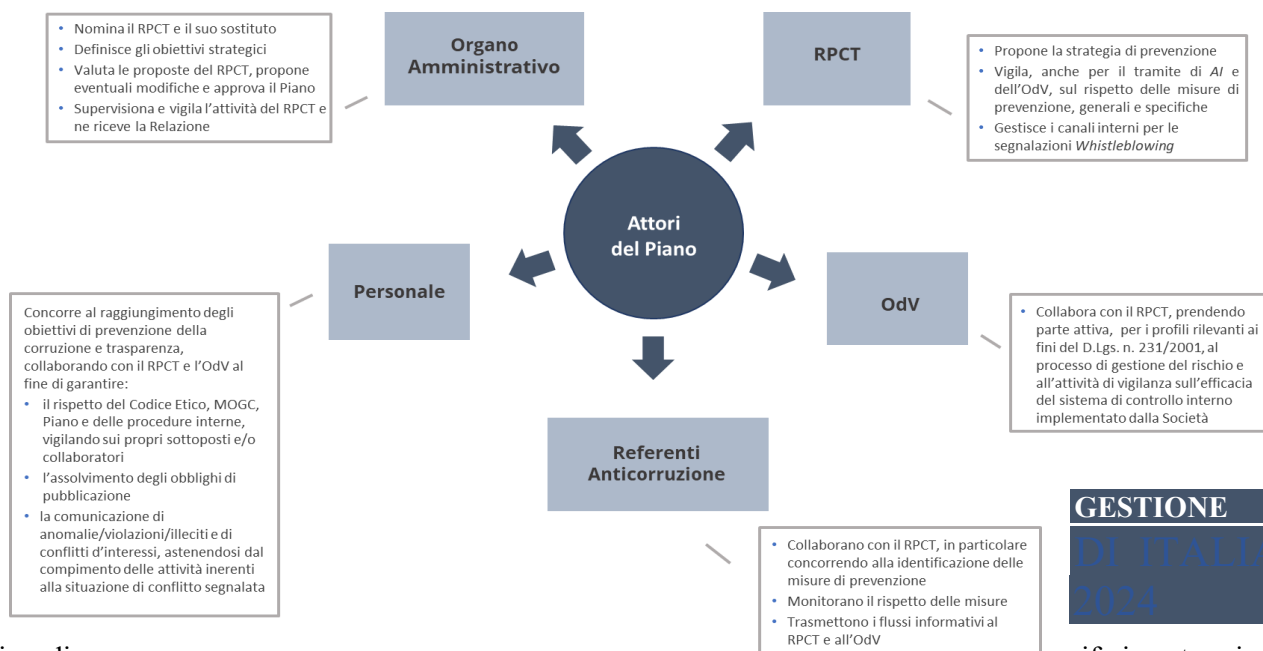 Nomina il RPCT e il suo sostituto
Definisce gli obiettivi strategici
Valuta le proposte del RPCT, propone
eventuali modifiche e approva il Piano
Supervisiona e vigila l'attività del RPCT e
ne riceve la Relazione
Organo
Amministrativo
RPCT
Propone la strategia di prevenzione
Vigila, anche per il tramite di AI e
dell'OdV, sul rispetto delle misure di
prevenzione, generali e specifiche
Gestisce i canali interni per le
segnalazioni Whistleblowing
Attori
del Piano
Personale
Concorre al raggiungimento degli
obiettivi di prevenzione della
corruzione e trasparenza,
collaborando con il RPCT e l'OdV al
fine di garantire:
il rispetto del Codice Etico, MOGC,
Piano e delle procedure interne,
vigilando sui propri sottoposti e/o
collaboratori
l'assolvimento degli obblighi di
pubblicazione
la comunicazione di
anomalie/violazioni/illeciti e di
conflitti d'interessi, astenendosi dal
compimento delle attività inerenti
alla situazione di conflitto segnalata
OdV
Collabora con il RPCT, prendendo
parte attiva, per i profili rilevanti ai
fini del D.Lgs. n. 231/2001, al
processo di gestione del rischio e
all'attività di vigilanza sull'efficacia
del sistema di controllo interno
implementato dalla Società
Referenti
Anticorruzione
Collaborano con il RPCT, in particolare
concorrendo alla identificazione delle
misure di prevenzione
Monitorano il rispetto delle misure
Trasmettono i flussi informativi al
RPCT e all'OdV
GESTIONE
DI ITALIA
2024